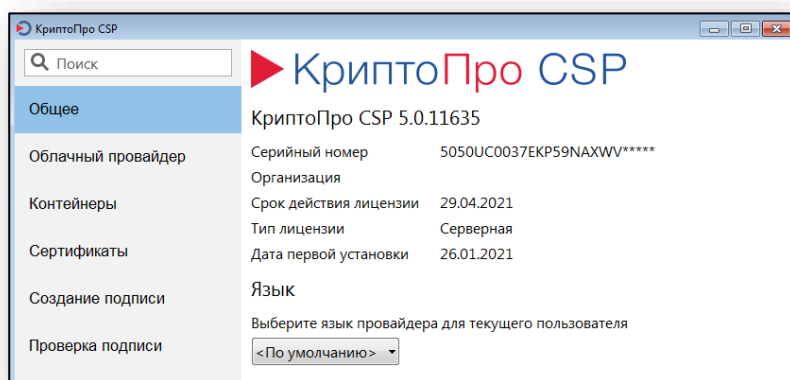 КриптоПро CSP
Поиск
Общее
Облачный провайдер
Контейнеры
Сертификаты
Создание подписи
Проверка подписи
КриптоПро CSP
КриптоПро CSP 5.0.11635
Серийный номер 5050UC0037EKP59NAXWV*****
Организация
Срок действия лицензии 29.04.2021
Тип лицензии Серверная
Дата первой установки 26.01.2021
Язык
Выберите язык провайдера для текущего пользователя
<По умолчанию>